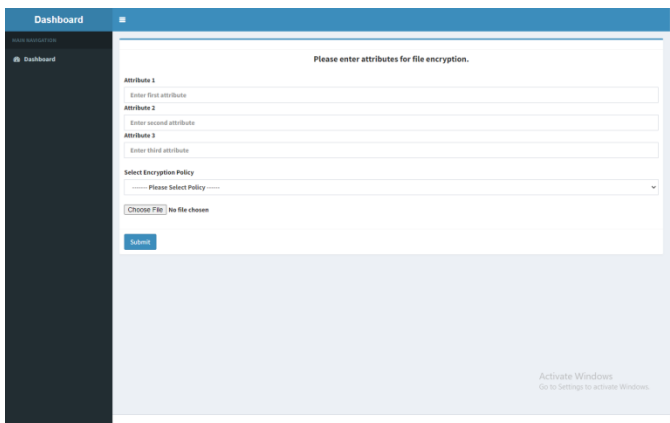 Dashboard
MAIN NAVIGATION
Dashboard
Please enter attributes for file encryption.
Attribute 1
Enter first attribute
Attribute 2
Enter second attribute
Attribute 3
Enter third attribute
Select Encryption Policy
------- Please Select Policy ------
Choose File No file chosen
Submit
Activate Windows
Go to Settings to activate Windows.